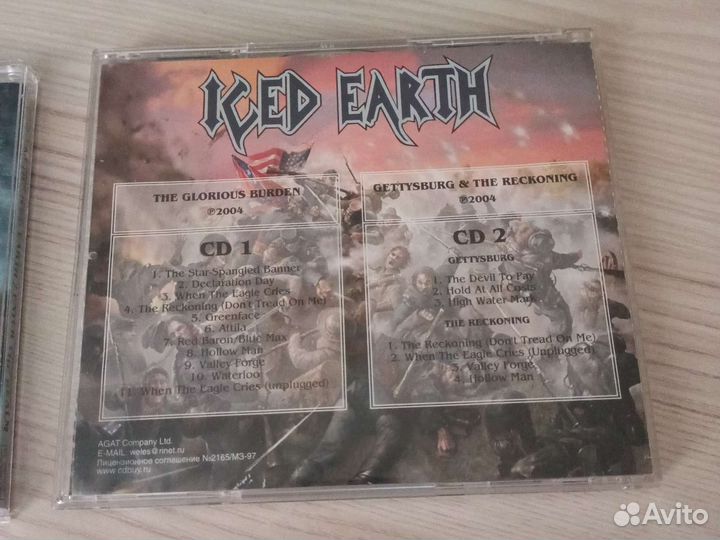 ICED EARTH
THE GLORIOUS BURDEN
℗2004
CD 1
1. The Star-Spangled Banner
2. Declaration Day
3. When The Eagle Cries
4. The Reckoning (Don't Tread On Me)
5. Greenface
6. Attila
7. Red Baron/Blue Max
8. Hollow Man
9. Valley Forge
10. Waterloo
11. When The Eagle Cries (unplugged)
GETTYSBURG & THE RECKONING
℗2004
CD 2
GETTYSBURG
1. The Devil To Pay
2. Hold At All Costs
3. High Water Mark
THE RECKONING
1. The Reckoning (Don't Tread On Me)
2. When The Eagle Cries (Unplugged)
3. Valley Forge
4. Hollow Man
AGAT Company Ltd.
E-MAIL: weles@rinet.ru
Лицензионное соглашение №2165/МЗ-97
www.cdbuy.ru
Avito